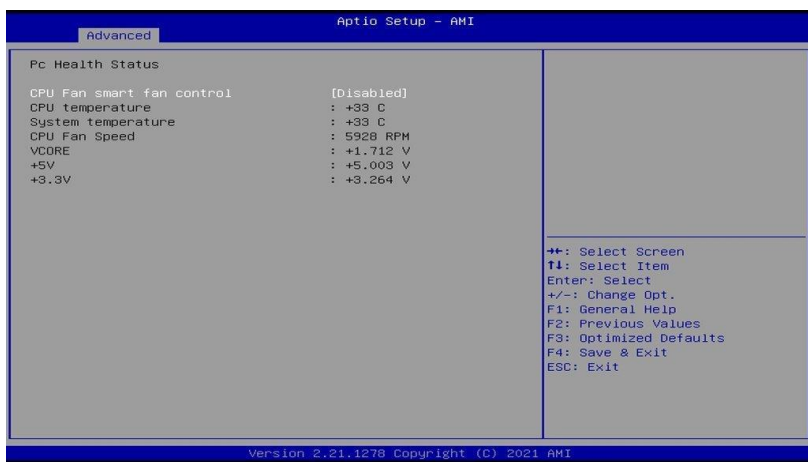 Aptio Setup - AMI
Advanced
Pc Health Status
CPU Fan smart fan control [Disabled]
CPU temperature : +33 C
System temperature : +33 C
CPU Fan Speed : 5928 RPM
VCORE : +1.712 V
+5V : +5.003 V
+3.3V : +3.264 V
→←: Select Screen
↑↓: Select Item
Enter: Select
+/-: Change Opt.
F1: General Help
F2: Previous Values
F3: Optimized Defaults
F4: Save & Exit
ESC: Exit
Version 2.21.1278 Copyright (C) 2021 AMI